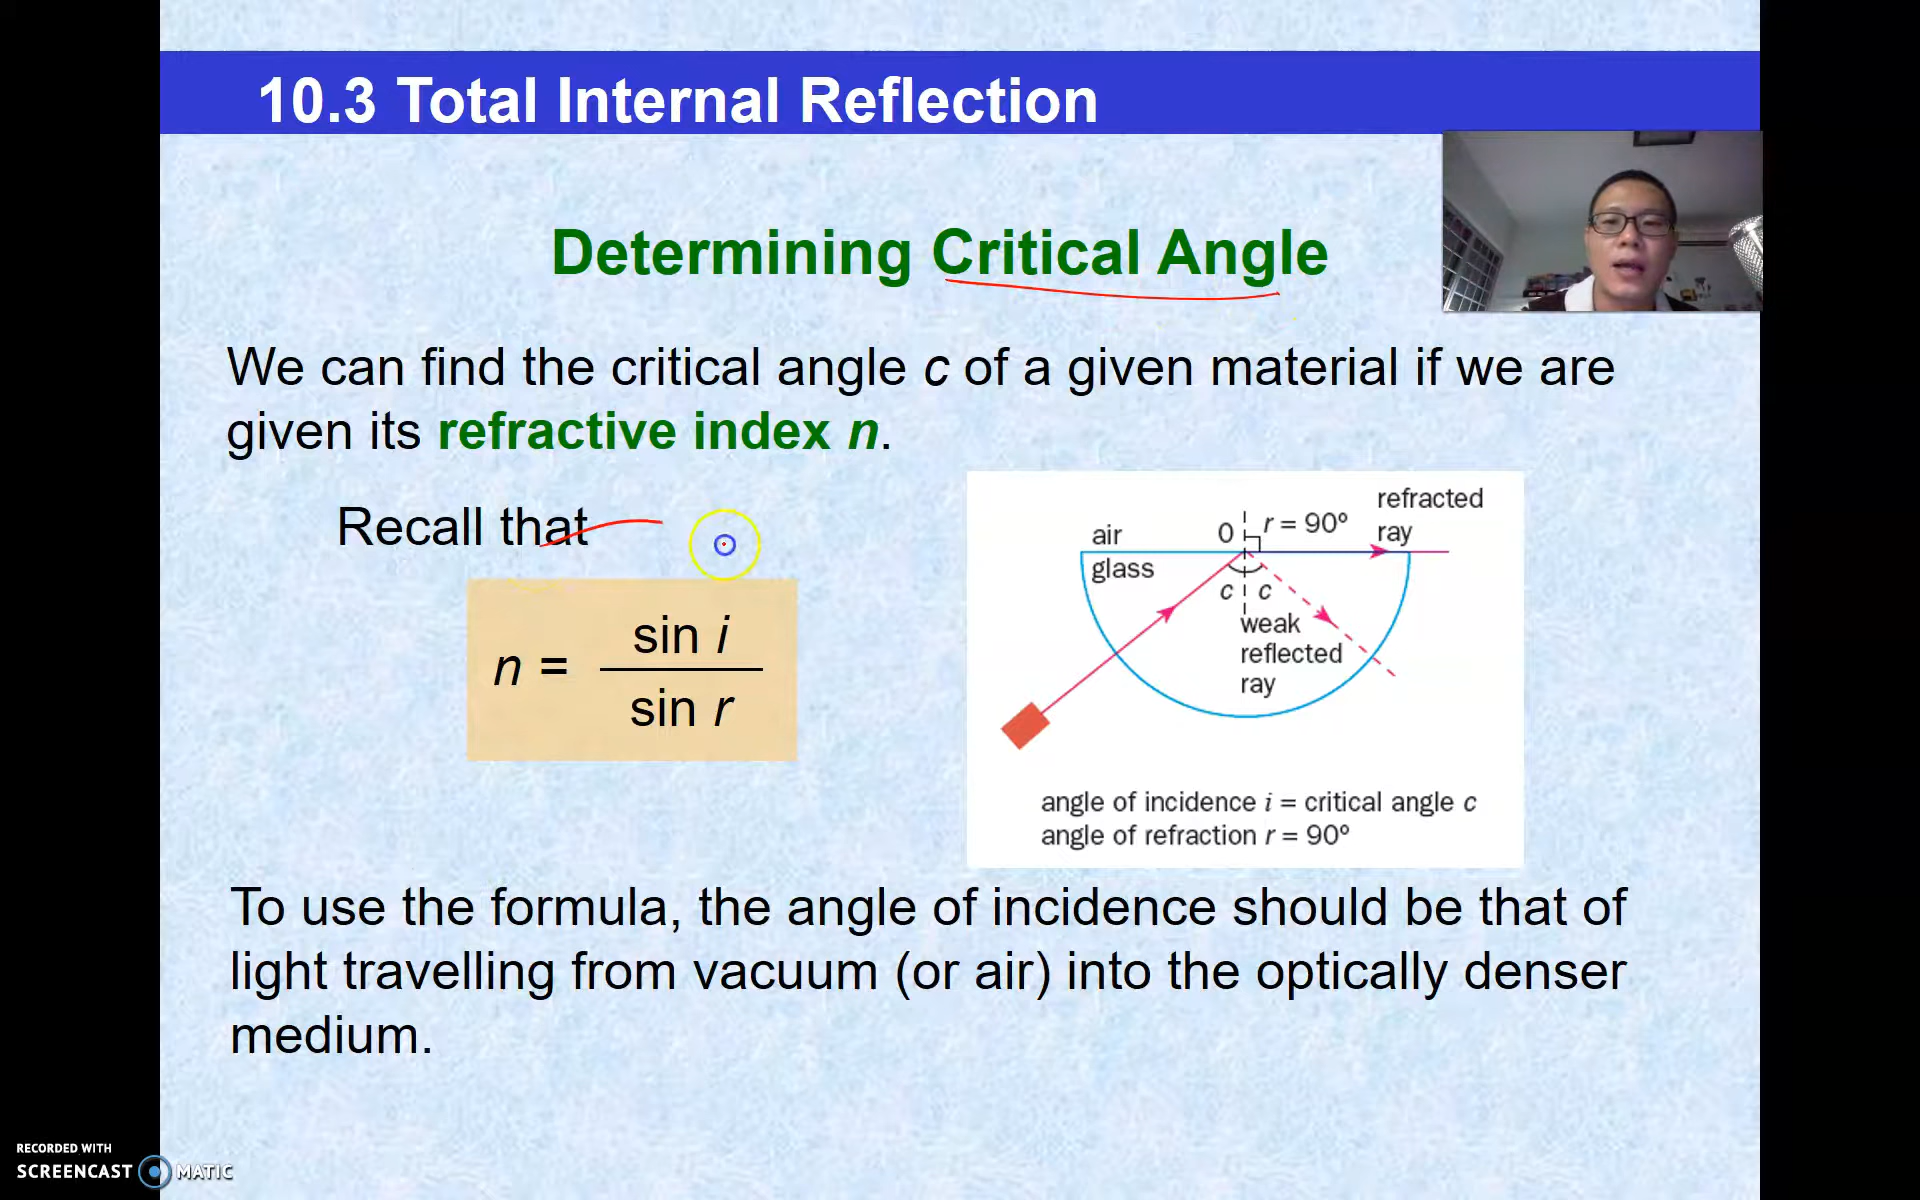 10.3 Total Internal Reflection
Determining Critical Angle
We can find the critical angle c of a given material if we are
given its refractive index n.
Recall that
n = sin i
sin r
refracted
ray
O
r = 90°
air
glass
c c
weak
reflected
ray
angle of incidence i = critical angle c
angle of refraction r = 90°
To use the formula, the angle of incidence should be that of
light travelling from vacuum (or air) into the optically denser
medium.
RECORDED WITH
SCREENCAST MATIC